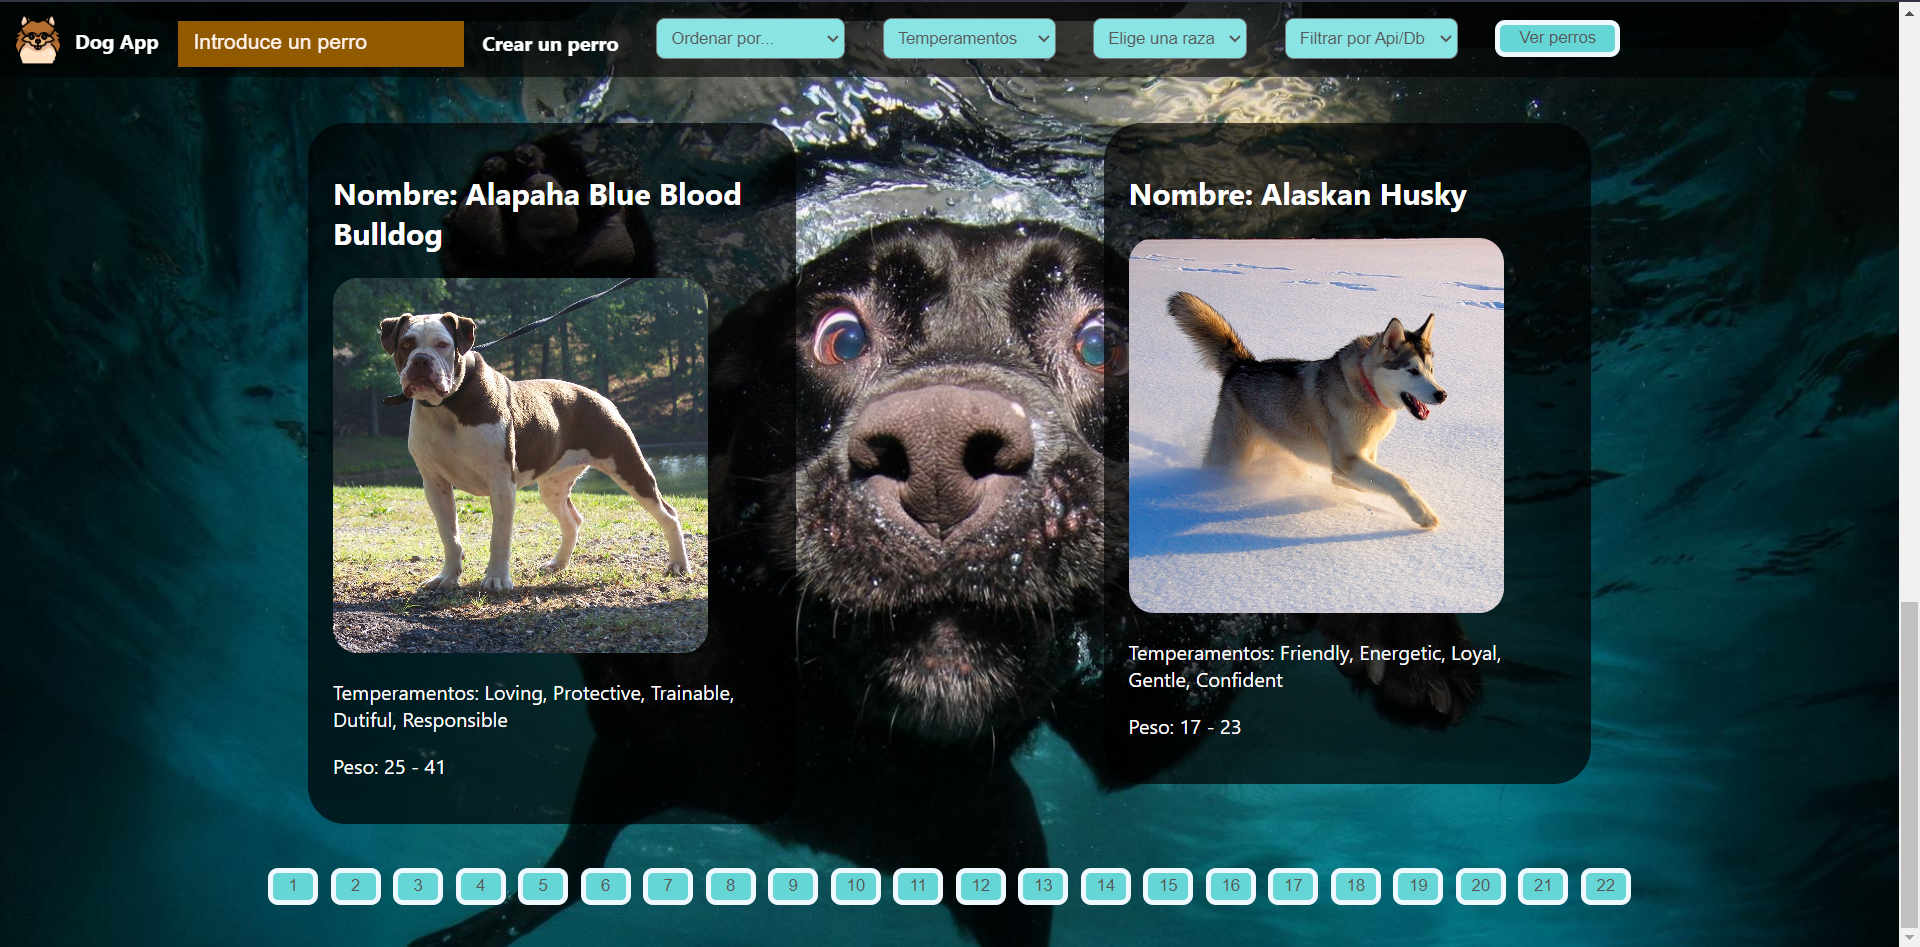 Dog App
Introduce un perro
Crear un perro
Ordenar por...
Temperamentos
Elige una raza
Filtrar por Api/Db
Ver perros
Nombre: Alapaha Blue Blood
Bulldog
Temperamentos: Loving, Protective, Trainable,
Dutiful, Responsible
Peso: 25 - 41
Nombre: Alaskan Husky
Temperamentos: Friendly, Energetic, Loyal,
Gentle, Confident
Peso: 17 - 23
1 2 3 4 5 6 7 8 9 10 11 12 13 14 15 16 17 18 19 20 21 22